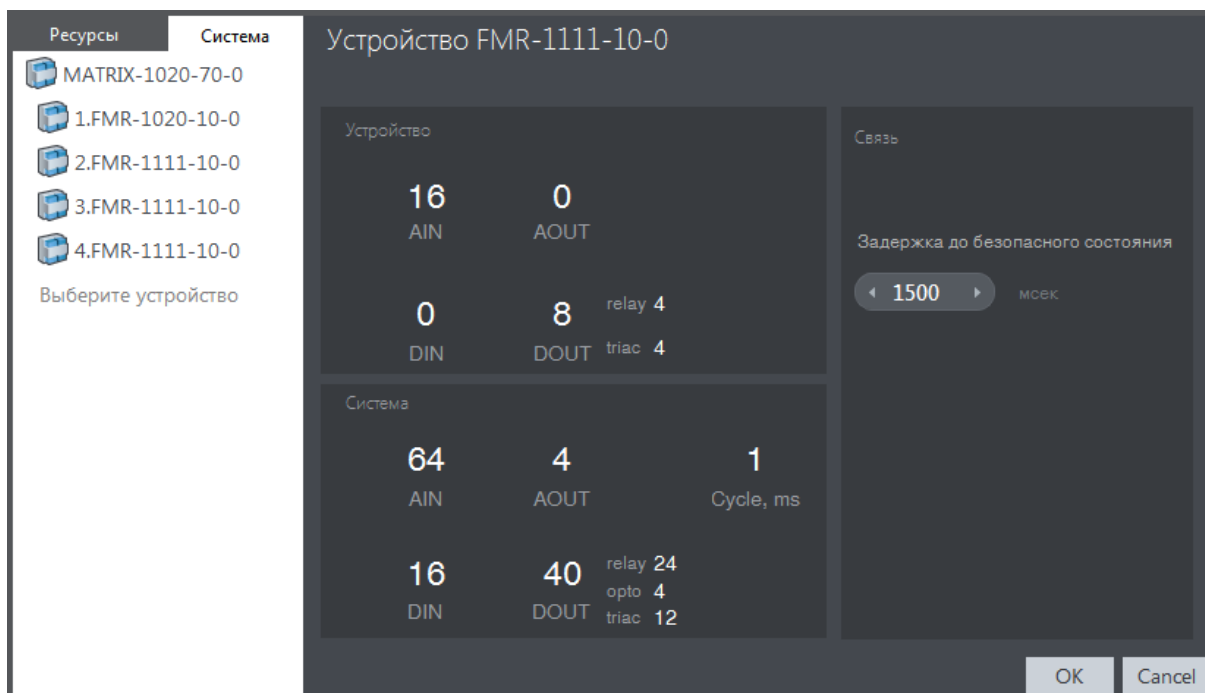 Ресурсы Система
MATRIX-1020-70-0
1.FMR-1020-10-0
2.FMR-1111-10-0
3.FMR-1111-10-0
4.FMR-1111-10-0
Выберите устройство
Устройство FMR-1111-10-0
Устройство
16 0
AIN AOUT
0 8 relay 4
DIN DOUT triac 4
Система
64 4 1
AIN AOUT Cycle, ms
16 40 relay 24
opto 4
DIN DOUT triac 12
Связь
Задержка до безопасного состояния
1500 мсек
OK Cancel